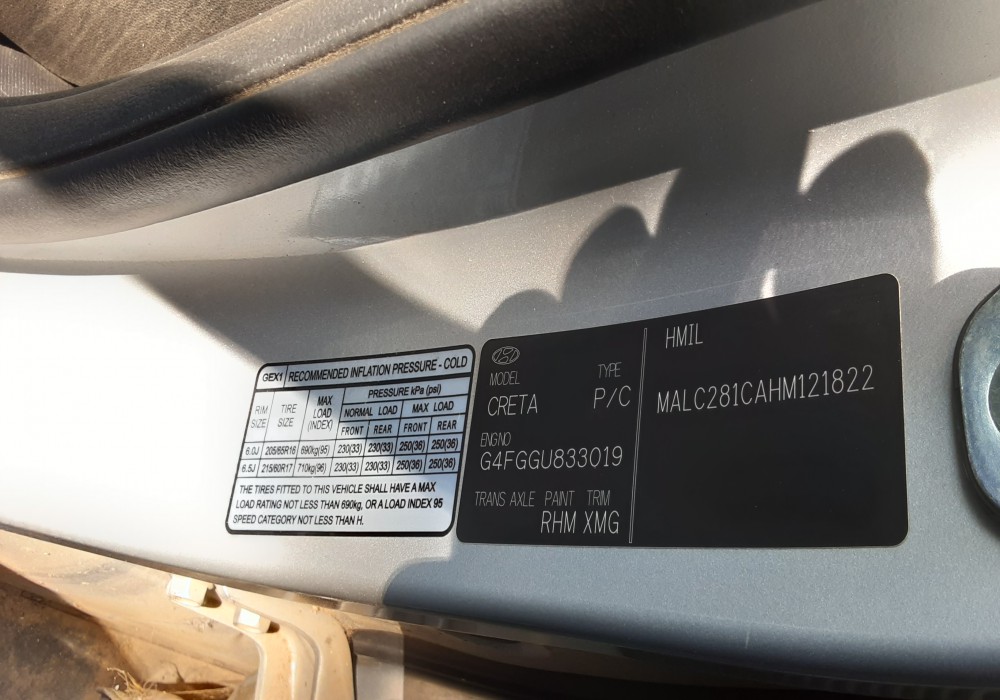 GEX1 RECOMMENDED INFLATION PRESSURE - COLD
RIM SIZE TIRE SIZE MAX LOAD (INDEX) PRESSURE kPa (psi)
NORMAL LOAD MAX LOAD
FRONT REAR FRONT REAR
6.0J 205/65R16 690kg(95) 230(33) 230(33) 250(36) 250(36)
6.5J 215/60R17 710kg(96) 230(33) 230(33) 250(36) 250(36)
THE TIRES FITTED TO THIS VEHICLE SHALL HAVE A MAX
LOAD RATING NOT LESS THAN 690kg, OR A LOAD INDEX 95
SPEED CATEGORY NOT LESS THAN H.
MODEL TYPE
CRETA P/C
ENG NO
G4FGGU833019
TRANS AXLE PAINT TRIM
RHM XMG
HMIL
MALC281CAHM121822